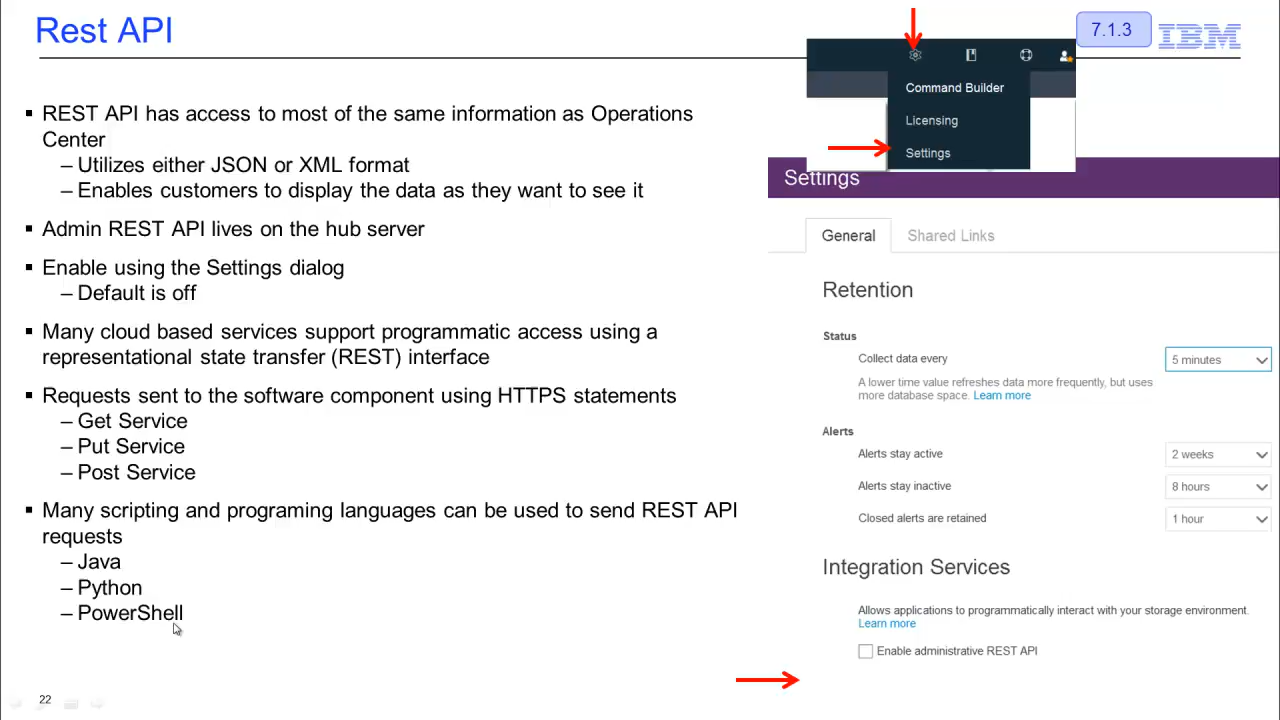 Rest API
7.1.3
IBM
▪ REST API has access to most of the same information as Operations
Center
– Utilizes either JSON or XML format
– Enables customers to display the data as they want to see it
▪ Admin REST API lives on the hub server
▪ Enable using the Settings dialog
– Default is off
▪ Many cloud based services support programmatic access using a
representational state transfer (REST) interface
▪ Requests sent to the software component using HTTPS statements
– Get Service
– Put Service
– Post Service
▪ Many scripting and programing languages can be used to send REST API
requests
– Java
– Python
– PowerShell
22
Command Builder
Licensing
Settings
Settings
General
Shared Links
Retention
Status
Collect data every
5 minutes
A lower time value refreshes data more frequently, but uses
more database space. Learn more
Alerts
Alerts stay active
2 weeks
Alerts stay inactive
8 hours
Closed alerts are retained
1 hour
Integration Services
Allows applications to programmatically interact with your storage environment.
Learn more
Enable administrative REST API